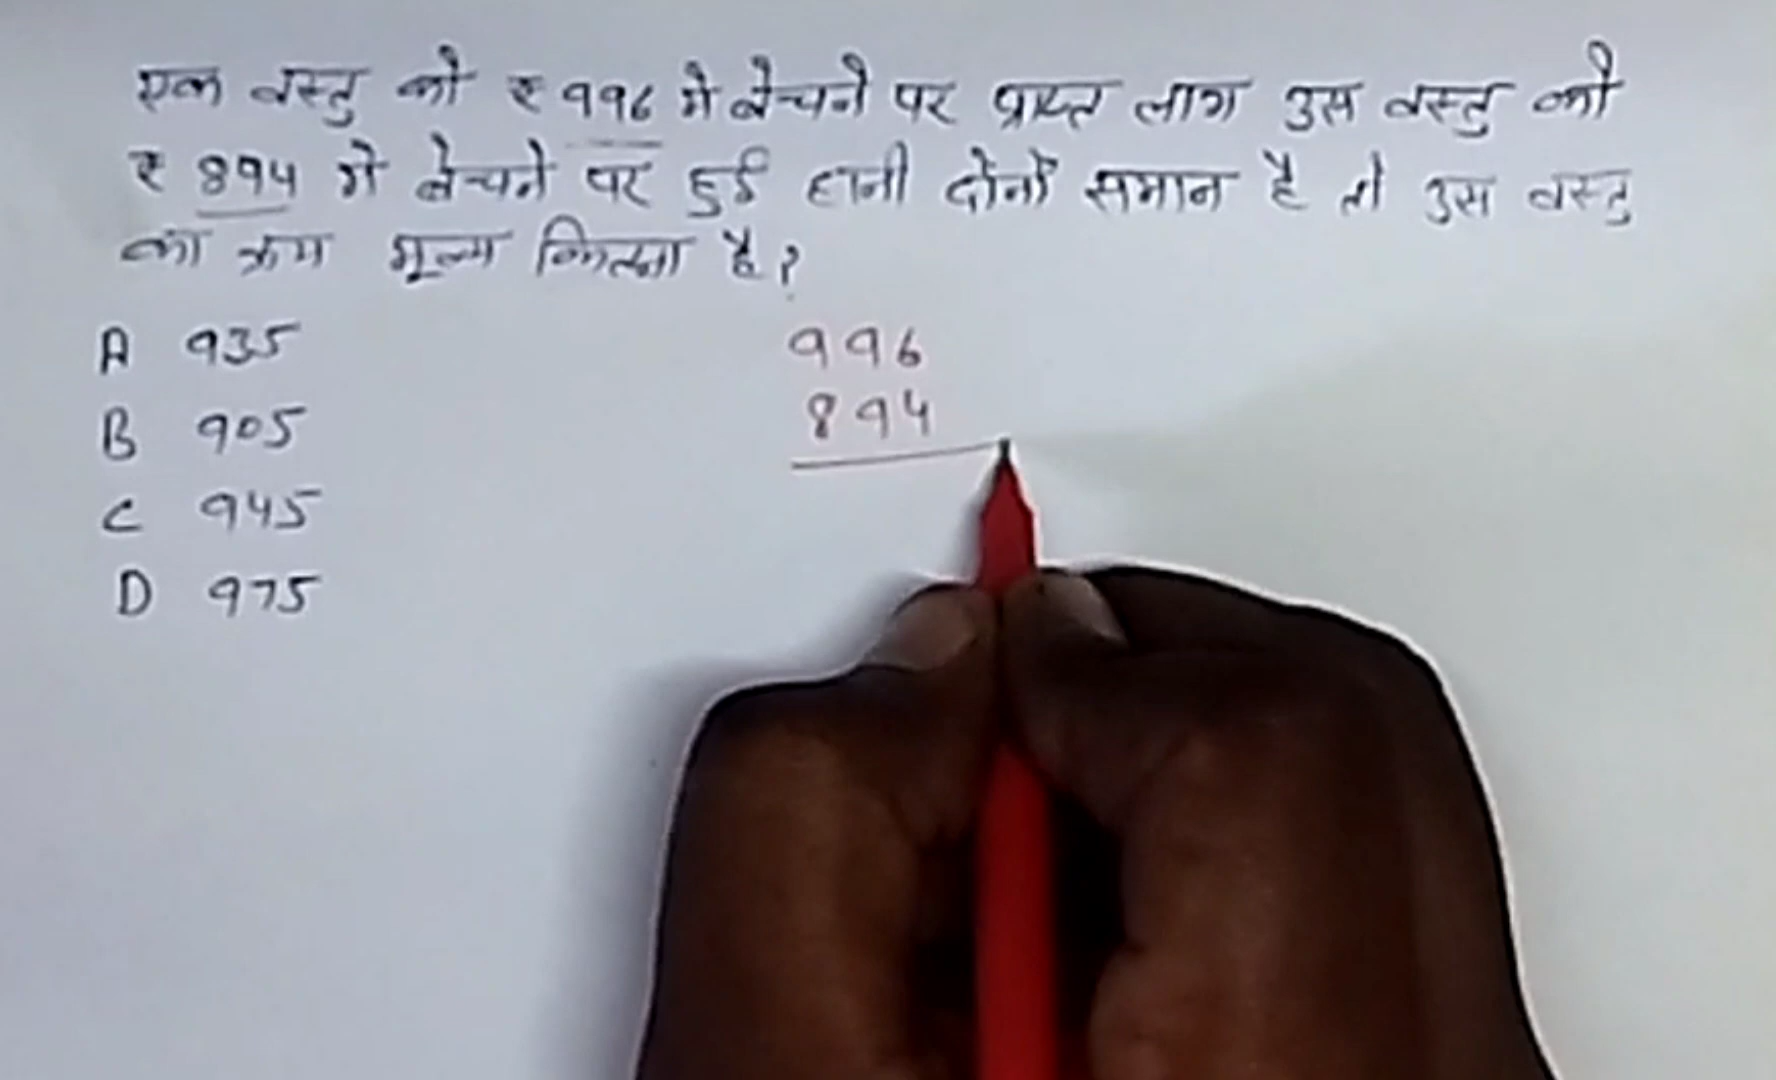 एक वस्तु को ₹ 996 में बेचने पर प्राप्त लाभ उस वस्तु को
₹ 894 में बेचने पर हुई हानी दोनों समान है तो उस वस्तु
का क्रय मूल्य कितना है?
A 935
B 905
C 945
D 975
996
894